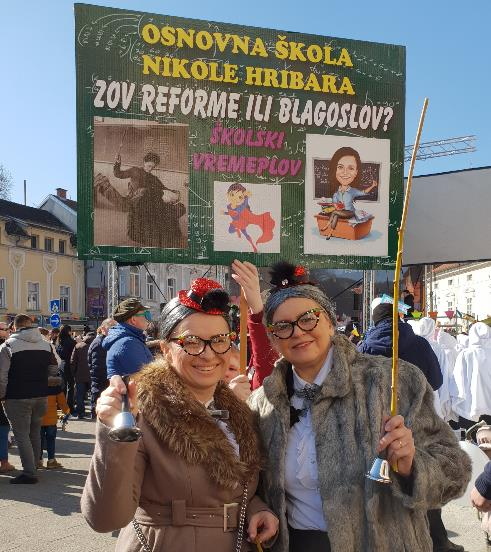 OSNOVNA ŠKOLA
NIKOLE HRIBARA
ZOV REFORME ILI BLAGOSLOV?
ŠKOLSKI
VREMEPLOV